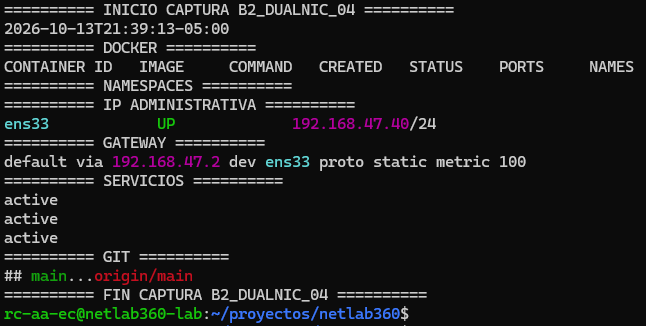 ========== INICIO CAPTURA B2_DUALNIC_04 ==========
2026-10-13T21:39:13-05:00
========== DOCKER ==========
CONTAINER ID   IMAGE     COMMAND   CREATED   STATUS    PORTS     NAMES
========== NAMESPACES ==========
========== IP ADMINISTRATIVA ==========
ens33            UP             192.168.47.40/24
========== GATEWAY ==========
default via 192.168.47.2 dev ens33 proto static metric 100
========== SERVICIOS ==========
active
active
active
========== GIT ==========
## main...origin/main
========== FIN CAPTURA B2_DUALNIC_04 ==========
rc-aa-ec@netlab360-lab:~/proyectos/netlab360$